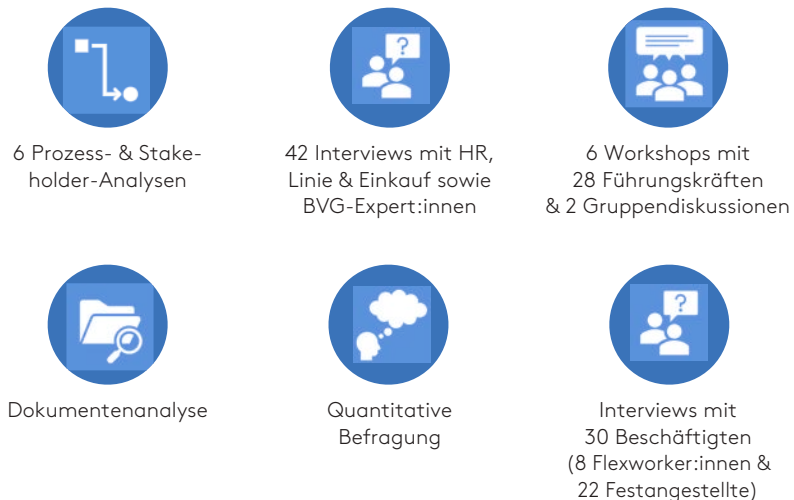 6 Prozess- & Stake-
holder-Analysen
42 Interviews mit HR,
Linie & Einkauf sowie
BVG-Expert:innen
6 Workshops mit
28 Führungskräften
& 2 Gruppendiskussionen
Dokumentenanalyse
Quantitative
Befragung
Interviews mit
30 Beschäftigten
(8 Flexworker:innen &
22 Festangestellte)